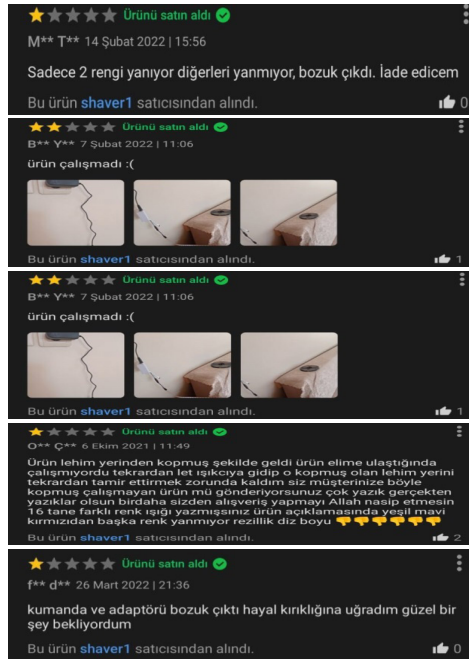 Ürünü satın aldı
M** T** 14 Şubat 2022 | 15:56
Sadece 2 rengi yanıyor diğerleri yanmıyor, bozuk çıkdı. İade edicem
Bu ürün shaver1 satıcısından alındı.
0
Ürünü satın aldı
B** Y** 7 Şubat 2022 | 11:06
ürün çalışmadı :(
Bu ürün shaver1 satıcısından alındı.
1
Ürünü satın aldı
B** Y** 7 Şubat 2022 | 11:06
ürün çalışmadı :(
Bu ürün shaver1 satıcısından alındı.
1
Ürünü satın aldı
O** Ç** 6 Ekim 2021 | 11:49
Ürün lehim yerinden kopmuş şekilde geldi ürün elime ulaştığında
çalışmıyordu tekrardan let ışıkcıya gidip o kopmuş olan lehim yerini
tekrardan tamir ettirmek zorunda kaldım siz müşterinize böyle
kopmuş çalışmayan ürün mü gönderiyorsunuz çok yazık gerçekten
yazıklar olsun birdaha sizden alışveriş yapmayı Allah nasip etmesin
16 tane farklı renk ışığı yazmışsınız ürün açıklamasında yeşil mavi
kırmızıdan başka renk yanmıyor rezillik diz boyu 👎👎👎👎👎👎
Bu ürün shaver1 satıcısından alındı.
2
Ürünü satın aldı
f** d** 26 Mart 2022 | 21:36
kumanda ve adaptörü bozuk çıktı hayal kırıklığına uğradım güzel bir
şey bekliyordum
Bu ürün shaver1 satıcısından alındı.
0